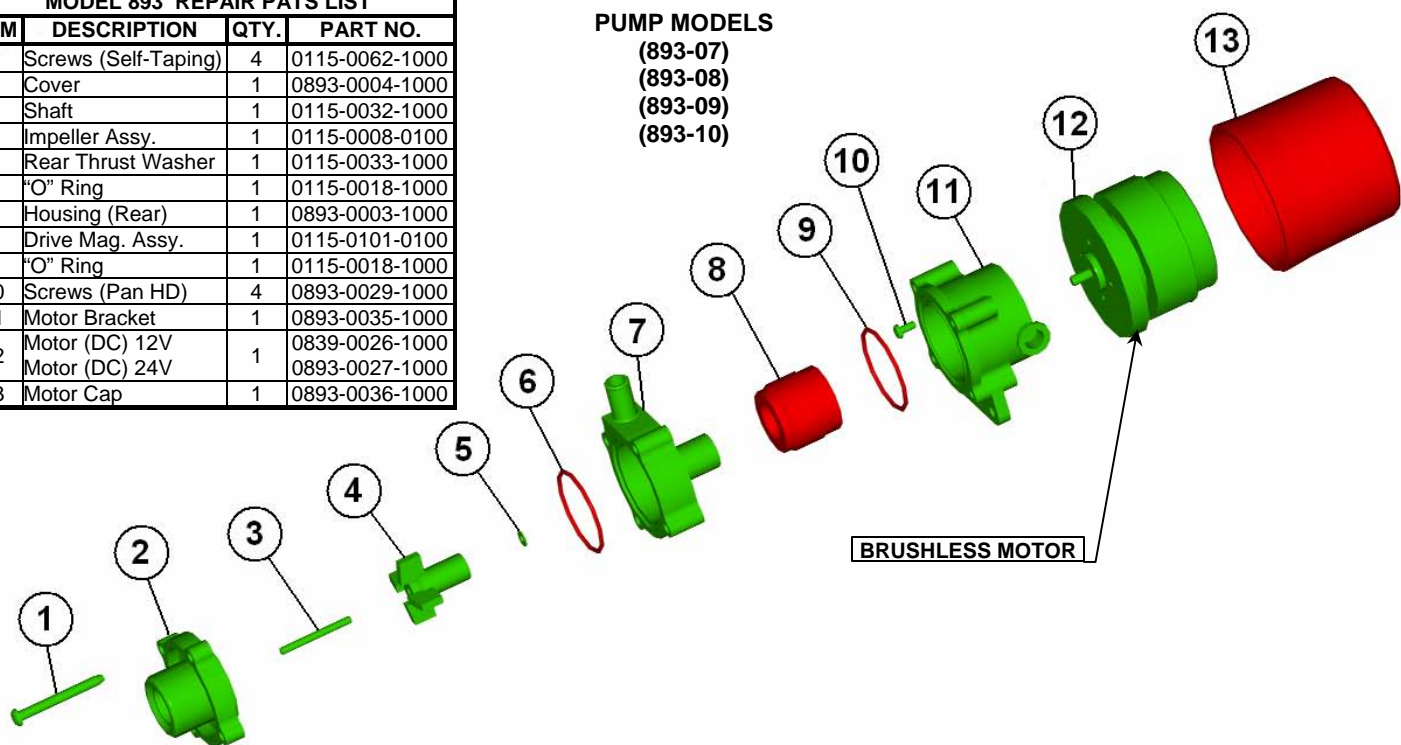 MODEL 893 REPAIR PATS LIST
M DESCRIPTION QTY. PART NO.
Screws (Self-Taping) 4 0115-0062-1000
Cover 1 0893-0004-1000
Shaft 1 0115-0032-1000
Impeller Assy. 1 0115-0008-0100
Rear Thrust Washer 1 0115-0033-1000
“O” Ring 1 0115-0018-1000
Housing (Rear) 1 0893-0003-1000
Drive Mag. Assy. 1 0115-0101-0100
“O” Ring 1 0115-0018-1000
0 Screws (Pan HD) 4 0893-0029-1000
1 Motor Bracket 1 0893-0035-1000
2 Motor (DC) 12V 1 0839-0026-1000
Motor (DC) 24V 0893-0027-1000
3 Motor Cap 1 0893-0036-1000
PUMP MODELS
(893-07)
(893-08)
(893-09)
(893-10)
13
12
10
11
9
8
7
6
5
4
3
2
1
BRUSHLESS MOTOR